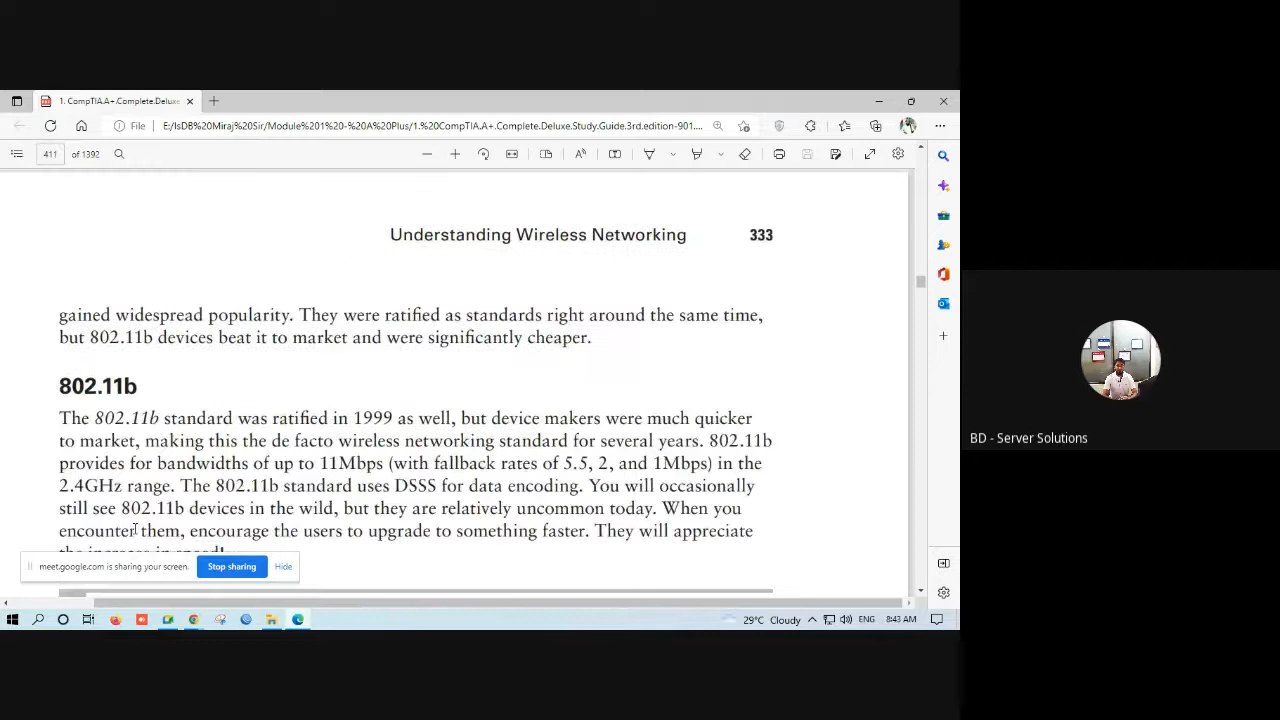 1. CompTIA.A+.Complete.Deluxe
File
E:/IsDB%20Miraj%20Sir/Module%201%20-%20A%20Plus/1.%20CompTIA.A+.Complete.Deluxe.Study.Guide.3rd.edition-901....
411 of 1392
Understanding Wireless Networking 333
gained widespread popularity. They were ratified as standards right around the same time,
but 802.11b devices beat it to market and were significantly cheaper.
802.11b
The 802.11b standard was ratified in 1999 as well, but device makers were much quicker
to market, making this the de facto wireless networking standard for several years. 802.11b
provides for bandwidths of up to 11Mbps (with fallback rates of 5.5, 2, and 1Mbps) in the
2.4GHz range. The 802.11b standard uses DSSS for data encoding. You will occasionally
still see 802.11b devices in the wild, but they are relatively uncommon today. When you
encounter them, encourage the users to upgrade to something faster. They will appreciate
the increase in speed!
meet.google.com is sharing your screen. Stop sharing Hide
29°C Cloudy ENG 8:43 AM
BD - Server Solutions